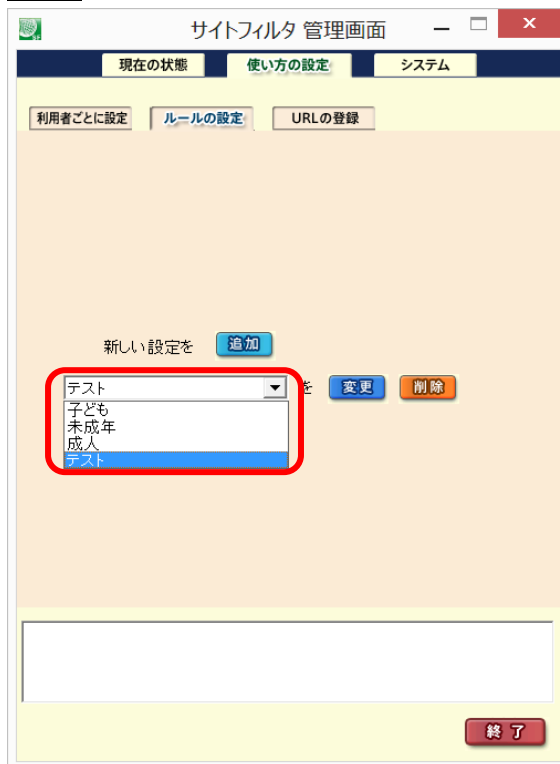 サイトフィルタ 管理画面
現在の状態 使い方の設定 システム
利用者ごとに設定 ルールの設定 URLの登録
新しい設定を 追加
テスト を 変更 削除
子ども
未成年
成人
テスト
終了